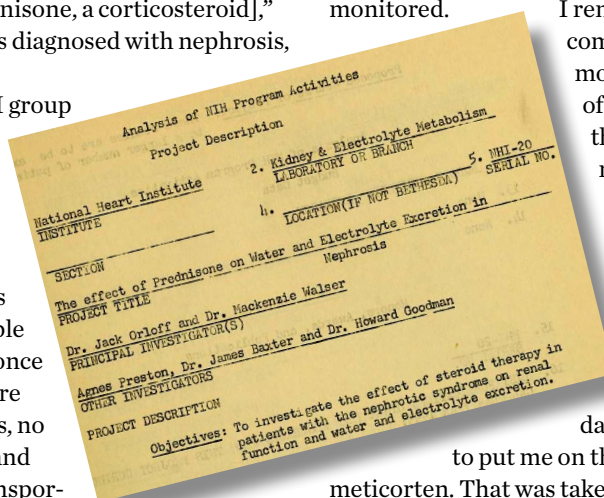 nisone, a corticosteroid],”
s diagnosed with nephrosis,
I group
s
ple
once
re
s, no
and
nspor-
monitored.
I ren
com
mo
of
th
r
da
to put me on th
meticorten. That was take
Analysis of NIH Program Activities
Project Description
National Heart Institute
INSTITUTE
2. Kidney & Electrolyte Metabolism
LABORATORY OR BRANCH
5. NHI-20
SERIAL NO.
4.
LOCATION(IF NOT BETHESDA)
SECTION
The effect of Prednisone on Water and Electrolyte Excretion in
Nephrosis
PROJECT TITLE
Dr. Jack Orloff and Dr. Mackenzie Walser
PRINCIPAL INVESTIGATOR(S)
Agnes Preston, Dr. James Baxter and Dr. Howard Goodman
OTHER INVESTIGATORS
PROJECT DESCRIPTION
Objectives: To investigate the effect of steroid therapy in
patients with the nephrotic syndrome on renal
function and water and electrolyte excretion.